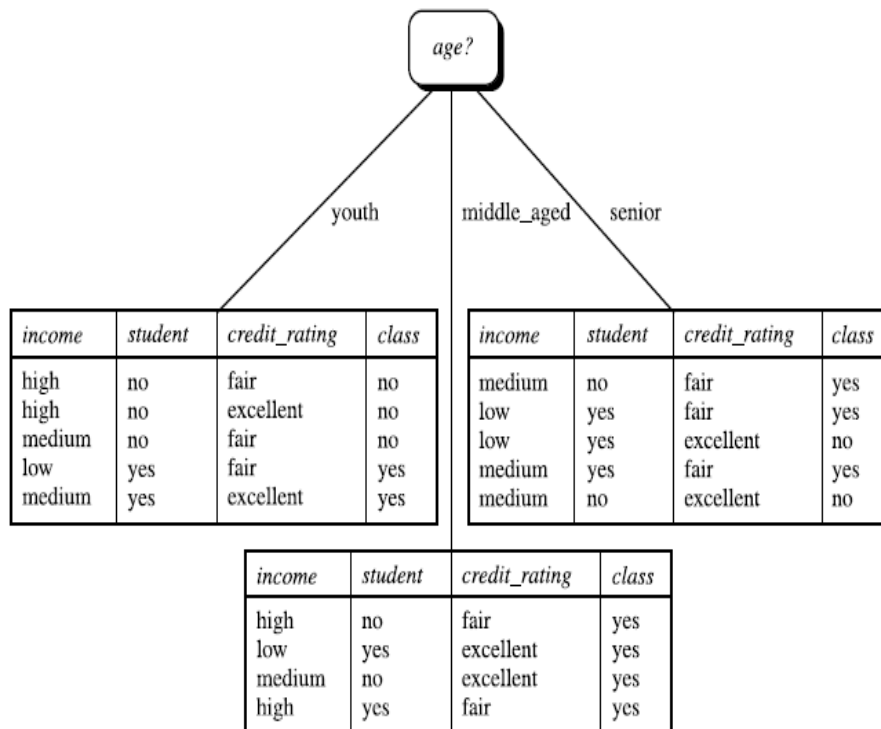 age?
youth
middle_aged
senior
income student credit_rating class
high no fair no
high no excellent no
medium no fair no
low yes fair yes
medium yes excellent yes
income student credit_rating class
medium no fair yes
low yes fair yes
low yes excellent no
medium yes fair yes
medium no excellent no
income student credit_rating class
high no fair yes
low yes excellent yes
medium no excellent yes
high yes fair yes